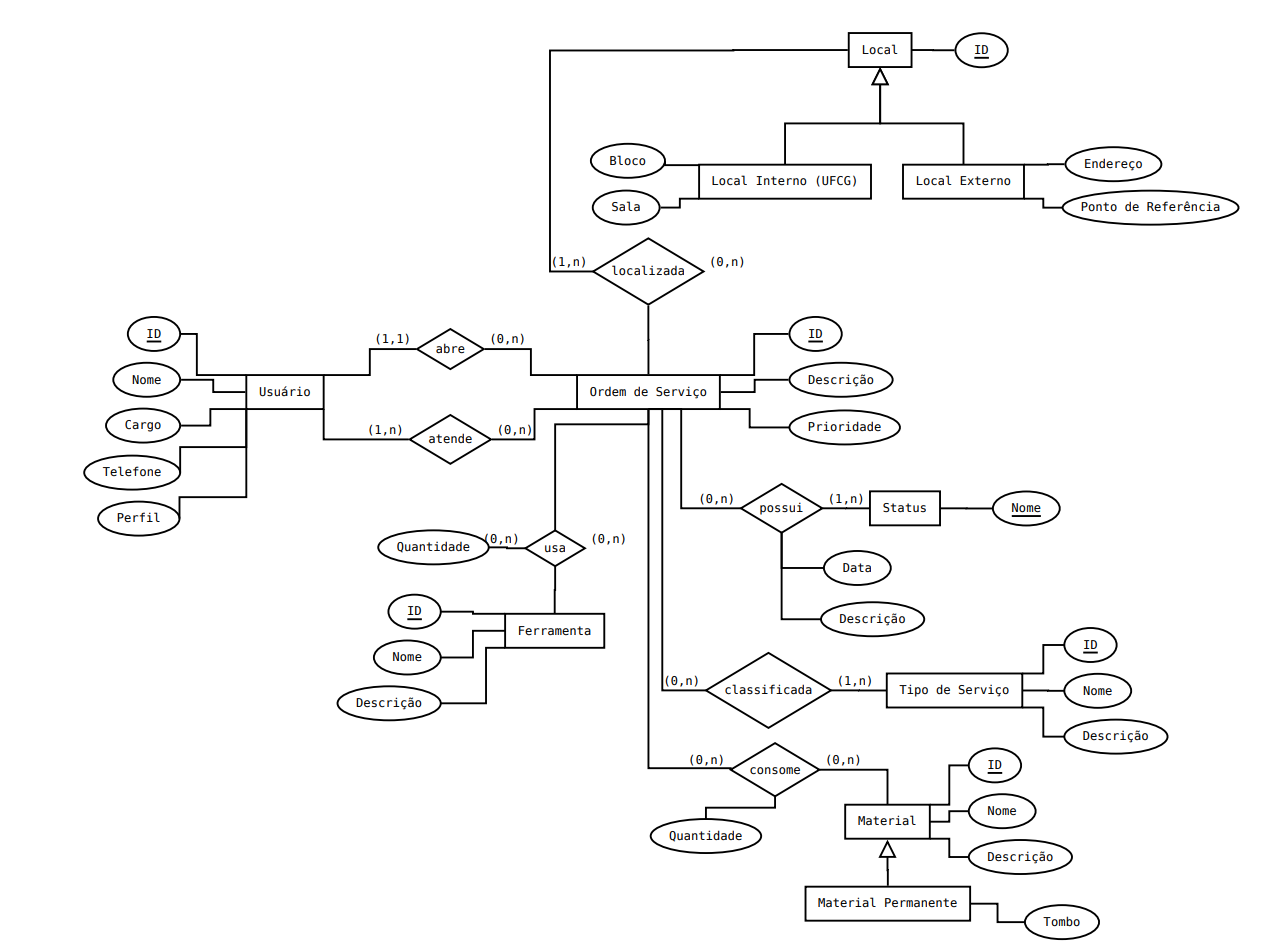 Local
ID
Bloco
Local Interno (UFCG)
Sala
Local Externo
Endereço
Ponto de Referência
(1,n)
localizada
(0,n)
ID
Nome
Cargo
Telefone
Perfil
Usuário
(1,1)
abre
(0,n)
(1,n)
atende
(0,n)
Ordem de Serviço
ID
Descrição
Prioridade
(0,n)
possui
(1,n)
Status
Nome
Data
Descrição
Quantidade
(0,n)
usa
(0,n)
ID
Nome
Descrição
Ferramenta
(0,n)
classificada
(1,n)
Tipo de Serviço
ID
Nome
Descrição
(0,n)
consome
(0,n)
Quantidade
Material
ID
Nome
Descrição
Material Permanente
Tombo